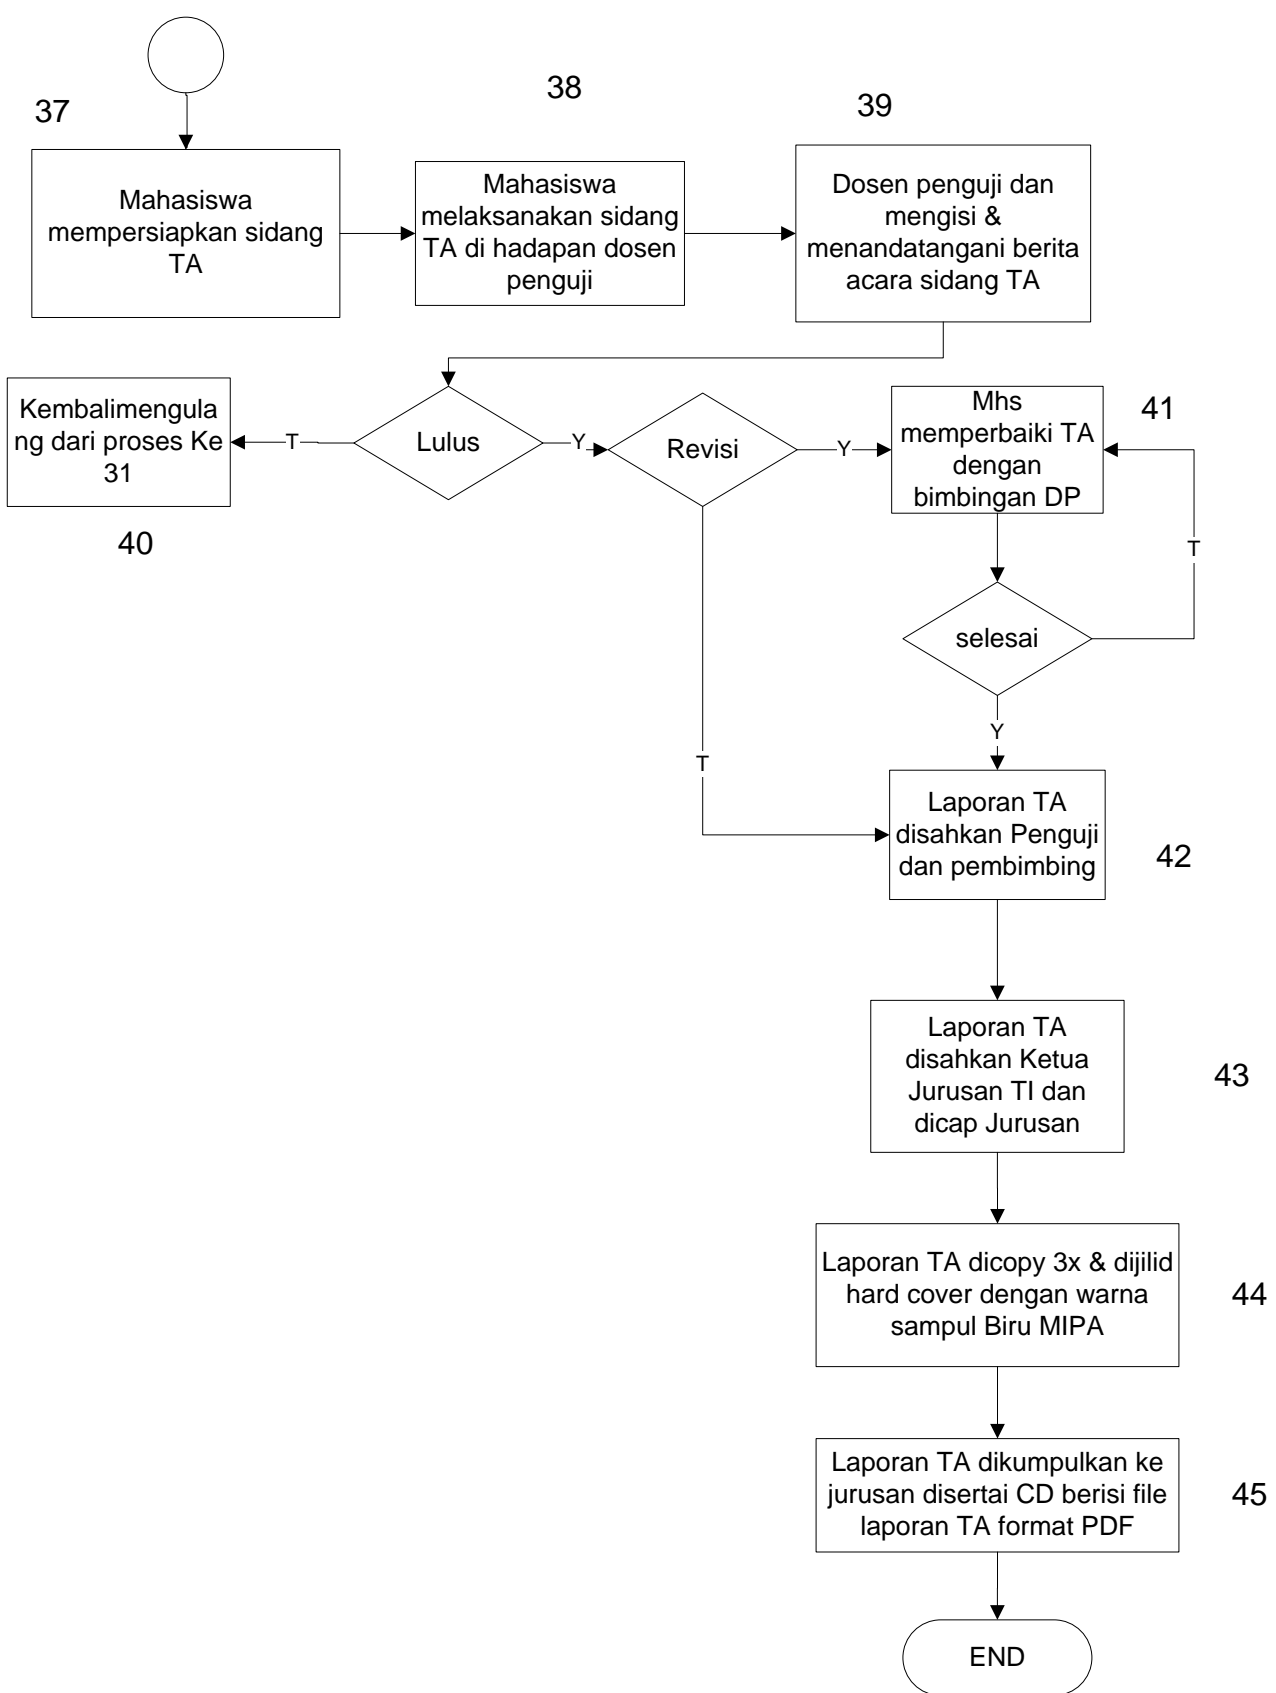 37
38
39
Mahasiswa
mempersiapkan sidang
TA
Mahasiswa
melaksanakan sidang
TA di hadapan dosen
penguji
Dosen penguji dan
mengisi &
menandatangani berita
acara sidang TA
Kembalimengula
ng dari proses Ke
31
40
T
Lulus
Y
Revisi
Y
Mhs
memperbaiki TA
dengan
bimbingan DP
41
T
selesai
Y
T
Laporan TA
disahkan Penguji
dan pembimbing
42
Laporan TA
disahkan Ketua
Jurusan TI dan
dicap Jurusan
43
Laporan TA dicopy 3x & dijilid
hard cover dengan warna
sampul Biru MIPA
44
Laporan TA dikumpulkan ke
jurusan disertai CD berisi file
laporan TA format PDF
45
END